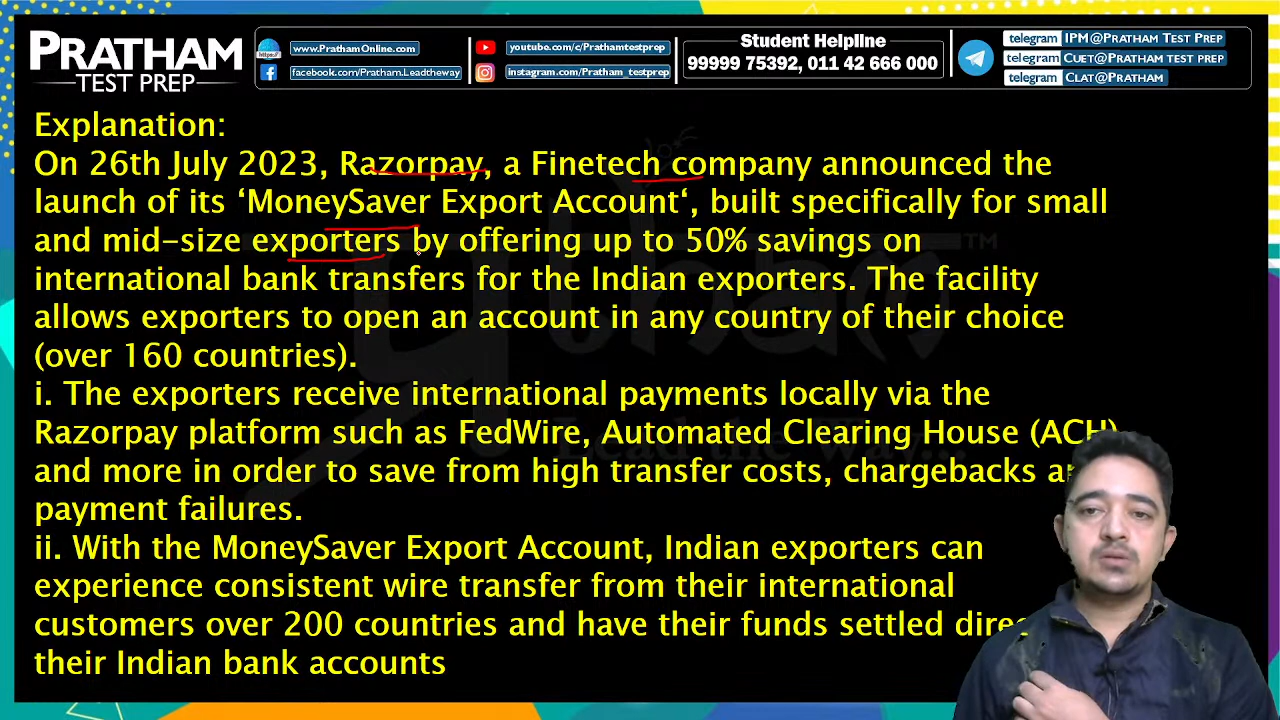 PRATHAM
TEST PREP
https://
www.PrathamOnline.com
facebook.com/Pratham.Leadtheway
youtube.com/c/Prathamtestprep
instagram.com/Pratham_testprep
Student Helpline
99999 75392, 011 42 666 000
telegram IPM@PRATHAM TEST PREP
telegram CUET@PRATHAM TEST PREP
telegram CLAT@PRATHAM
Explanation:
On 26th July 2023, Razorpay, a Finetech company announced the
launch of its ‘MoneySaver Export Account‘, built specifically for small
and mid-size exporters by offering up to 50% savings on
international bank transfers for the Indian exporters. The facility
allows exporters to open an account in any country of their choice
(over 160 countries).
i. The exporters receive international payments locally via the
Razorpay platform such as FedWire, Automated Clearing House (ACH)
and more in order to save from high transfer costs, chargebacks
payment failures.
ii. With the MoneySaver Export Account, Indian exporters can
experience consistent wire transfer from their international
customers over 200 countries and have their funds settled
their Indian bank accounts
प्रथम
TM
Lead the Way...